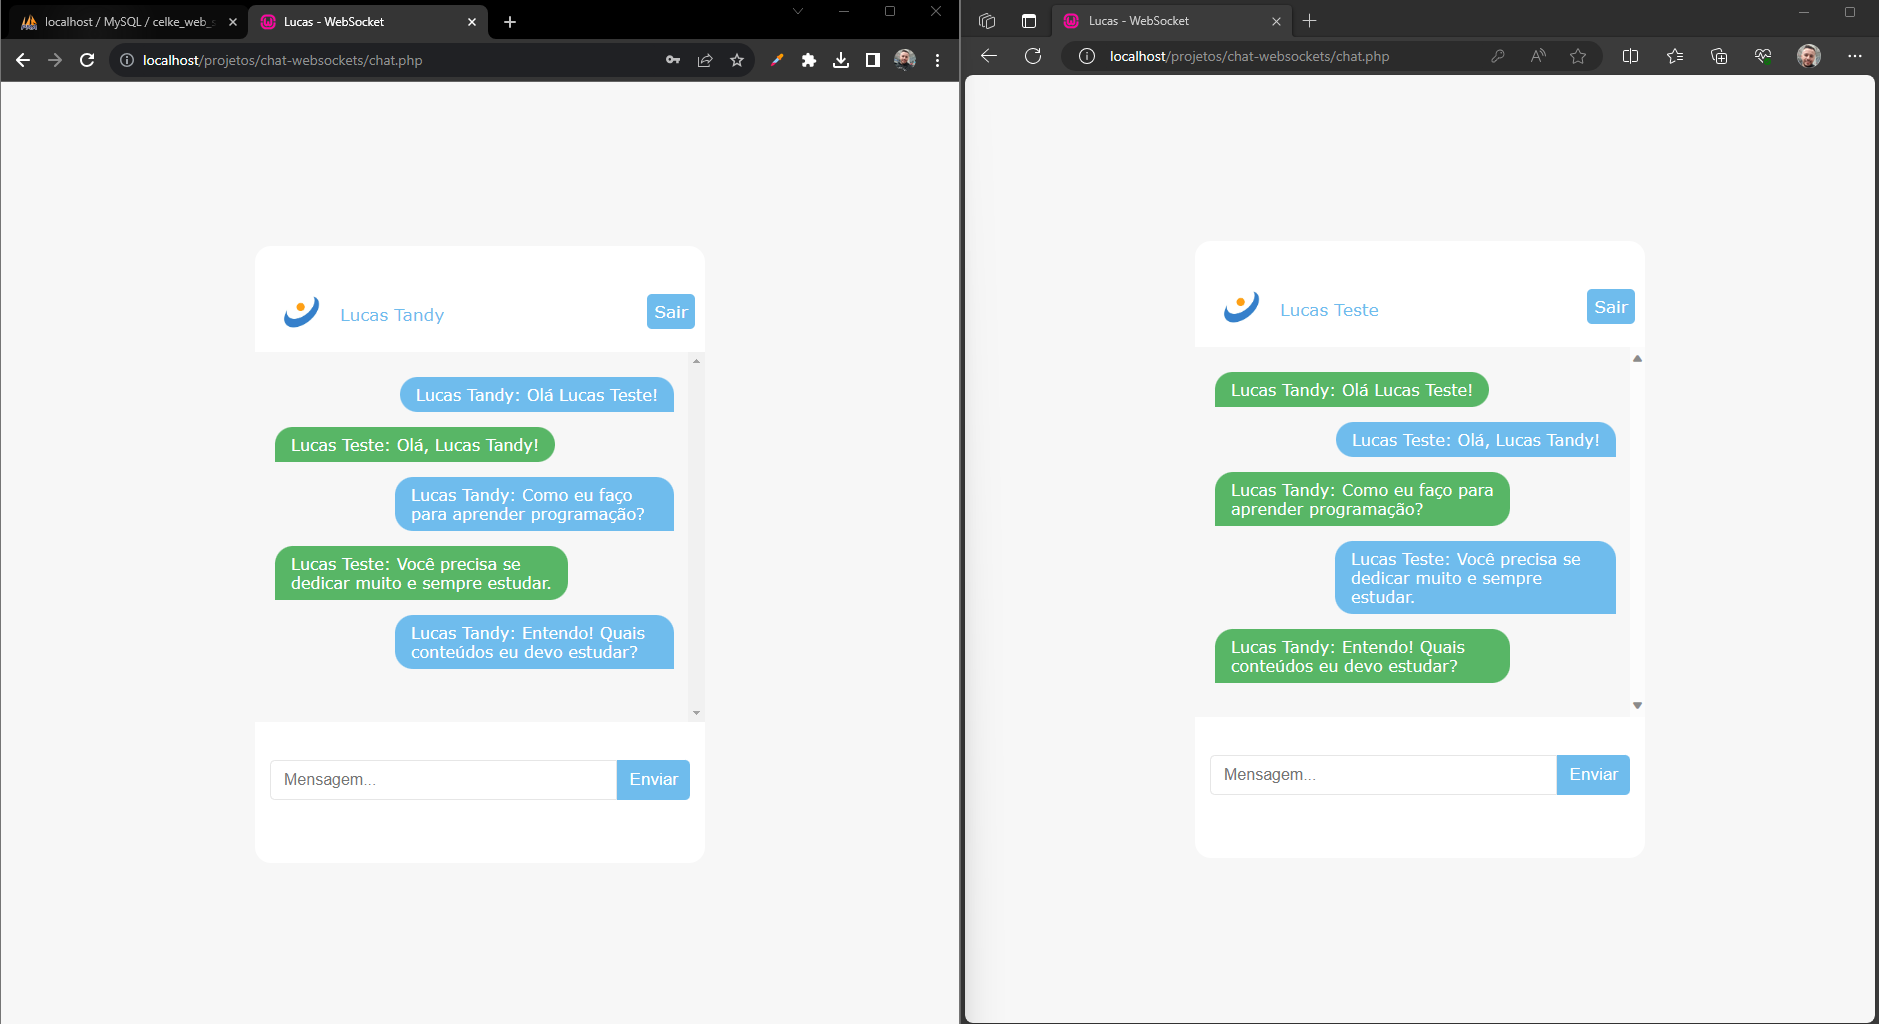 localhost / MySQL / celke_web_s
Lucas - WebSocket
localhost/projetos/chat-websockets/chat.php
Lucas Tandy
Sair
Lucas Tandy: Olá Lucas Teste!
Lucas Teste: Olá, Lucas Tandy!
Lucas Tandy: Como eu faço
para aprender programação?
Lucas Teste: Você precisa se
dedicar muito e sempre estudar.
Lucas Tandy: Entendo! Quais
conteúdos eu devo estudar?
Mensagem...
Enviar
Lucas - WebSocket
localhost/projetos/chat-websockets/chat.php
Lucas Teste
Sair
Lucas Tandy: Olá Lucas Teste!
Lucas Teste: Olá, Lucas Tandy!
Lucas Tandy: Como eu faço para
aprender programação?
Lucas Teste: Você precisa se
dedicar muito e sempre
estudar.
Lucas Tandy: Entendo! Quais
conteúdos eu devo estudar?
Mensagem...
Enviar